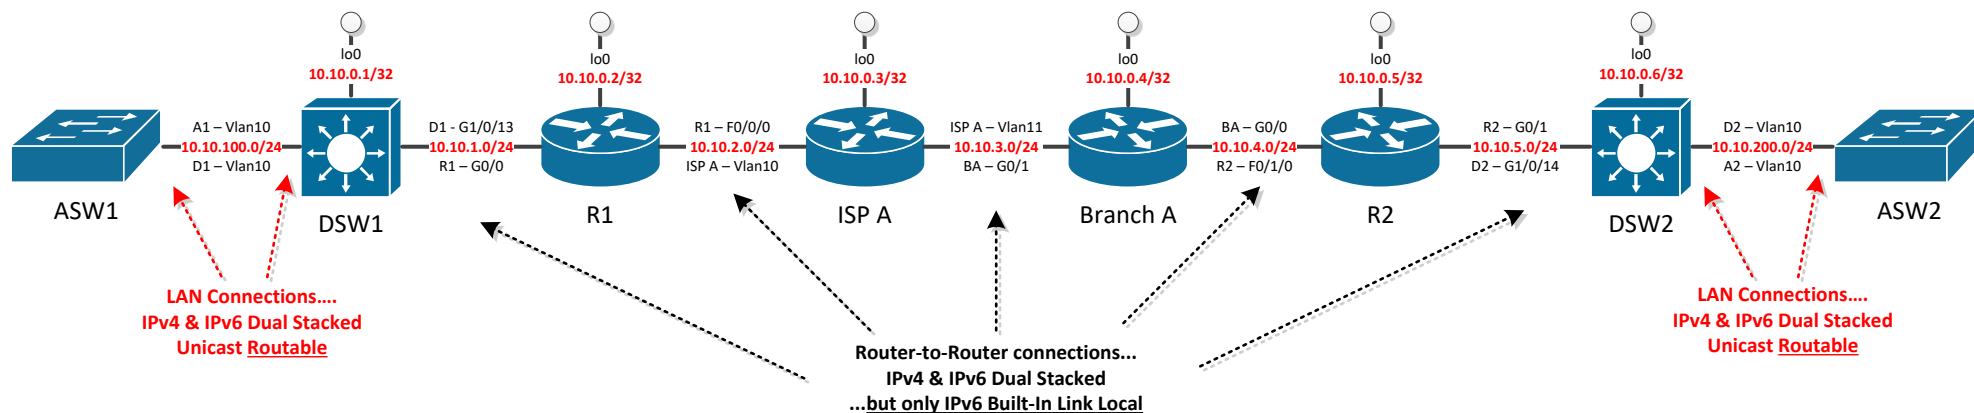 lo0
10.10.0.1/32
lo0
10.10.0.2/32
lo0
10.10.0.3/32
lo0
10.10.0.4/32
lo0
10.10.0.5/32
lo0
10.10.0.6/32
A1 – Vlan10
10.10.100.0/24
D1 – Vlan10
D1 - G1/0/13
10.10.1.0/24
R1 – G0/0
R1 – F0/0/0
10.10.2.0/24
ISP A – Vlan10
ISP A – Vlan11
10.10.3.0/24
BA – G0/1
BA – G0/0
10.10.4.0/24
R2 – F0/1/0
R2 – G0/1
10.10.5.0/24
D2 – G1/0/14
D2 – Vlan10
10.10.200.0/24
A2 – Vlan10
ASW1
DSW1
R1
ISP A
Branch A
R2
DSW2
ASW2
LAN Connections....
IPv4 & IPv6 Dual Stacked
Unicast Routable
Router-to-Router connections...
IPv4 & IPv6 Dual Stacked
...but only IPv6 Built-In Link Local
LAN Connections....
IPv4 & IPv6 Dual Stacked
Unicast Routable